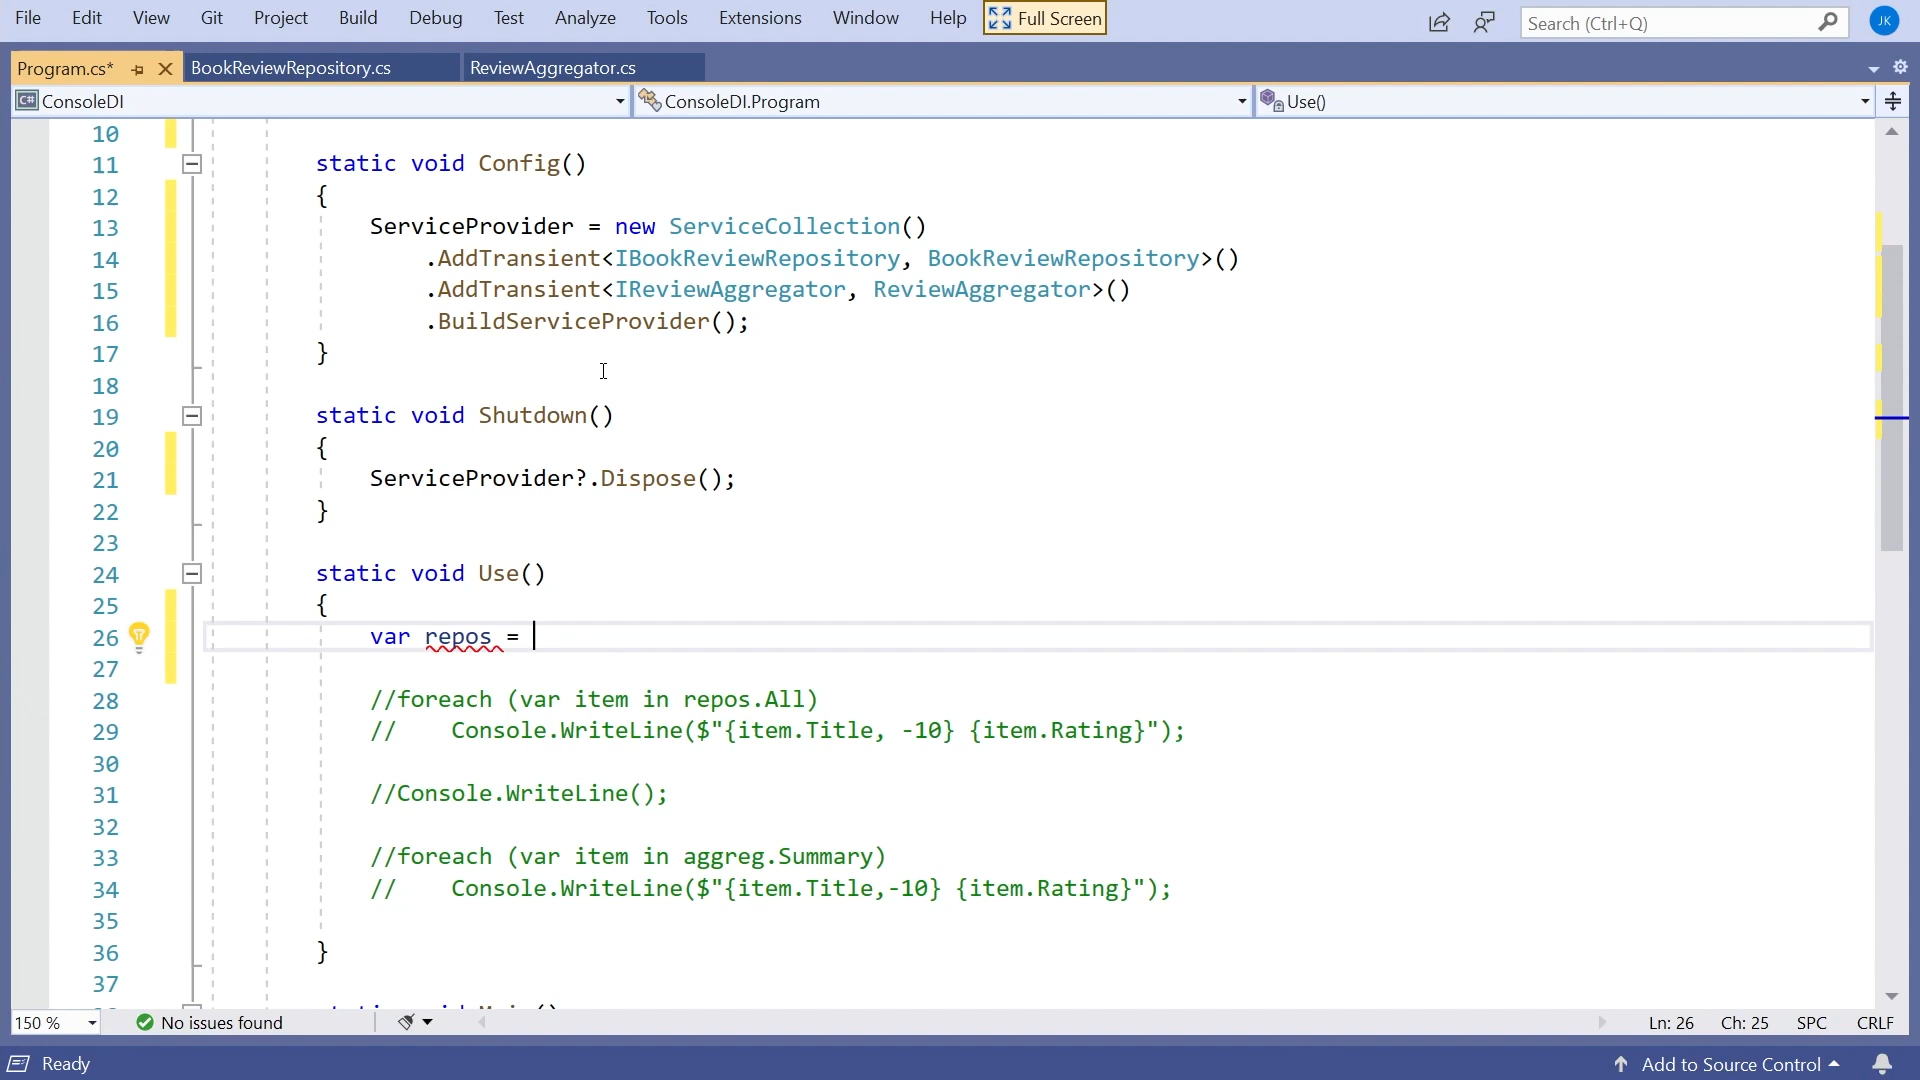 File Edit View Git Project Build Debug Test Analyze Tools Extensions Window Help Full Screen Search (Ctrl+Q) JK
Program.cs* BookReviewRepository.cs ReviewAggregator.cs
C# ConsoleDI ConsoleDI.Program Use()
10
11 static void Config()
12 {
13 ServiceProvider = new ServiceCollection()
14 .AddTransient<IBookReviewRepository, BookReviewRepository>()
15 .AddTransient<IReviewAggregator, ReviewAggregator>()
16 .BuildServiceProvider();
17 }
18
19 static void Shutdown()
20 {
21 ServiceProvider?.Dispose();
22 }
23
24 static void Use()
25 {
26 var repos =
27
28 //foreach (var item in repos.All)
29 // Console.WriteLine($"{item.Title, -10} {item.Rating}");
30
31 //Console.WriteLine();
32
33 //foreach (var item in aggreg.Summary)
34 // Console.WriteLine($"{item.Title,-10} {item.Rating}");
35
36 }
37
150 % No issues found Ln: 26 Ch: 25 SPC CRLF
Ready Add to Source Control